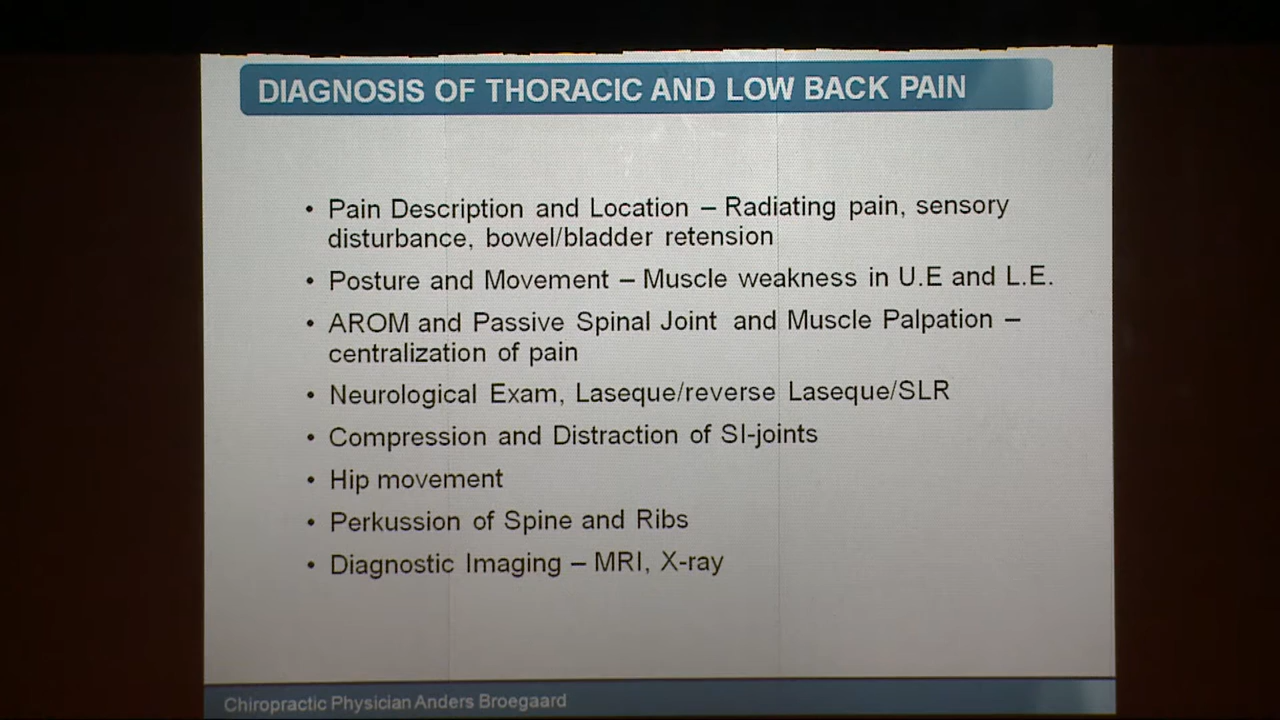 DIAGNOSIS OF THORACIC AND LOW BACK PAIN
• Pain Description and Location – Radiating pain, sensory
disturbance, bowel/bladder retension
• Posture and Movement – Muscle weakness in U.E and L.E.
• AROM and Passive Spinal Joint and Muscle Palpation –
centralization of pain
• Neurological Exam, Laseque/reverse Laseque/SLR
• Compression and Distraction of SI-joints
• Hip movement
• Perkussion of Spine and Ribs
• Diagnostic Imaging – MRI, X-ray
Chiropractic Physician Anders Broegaard